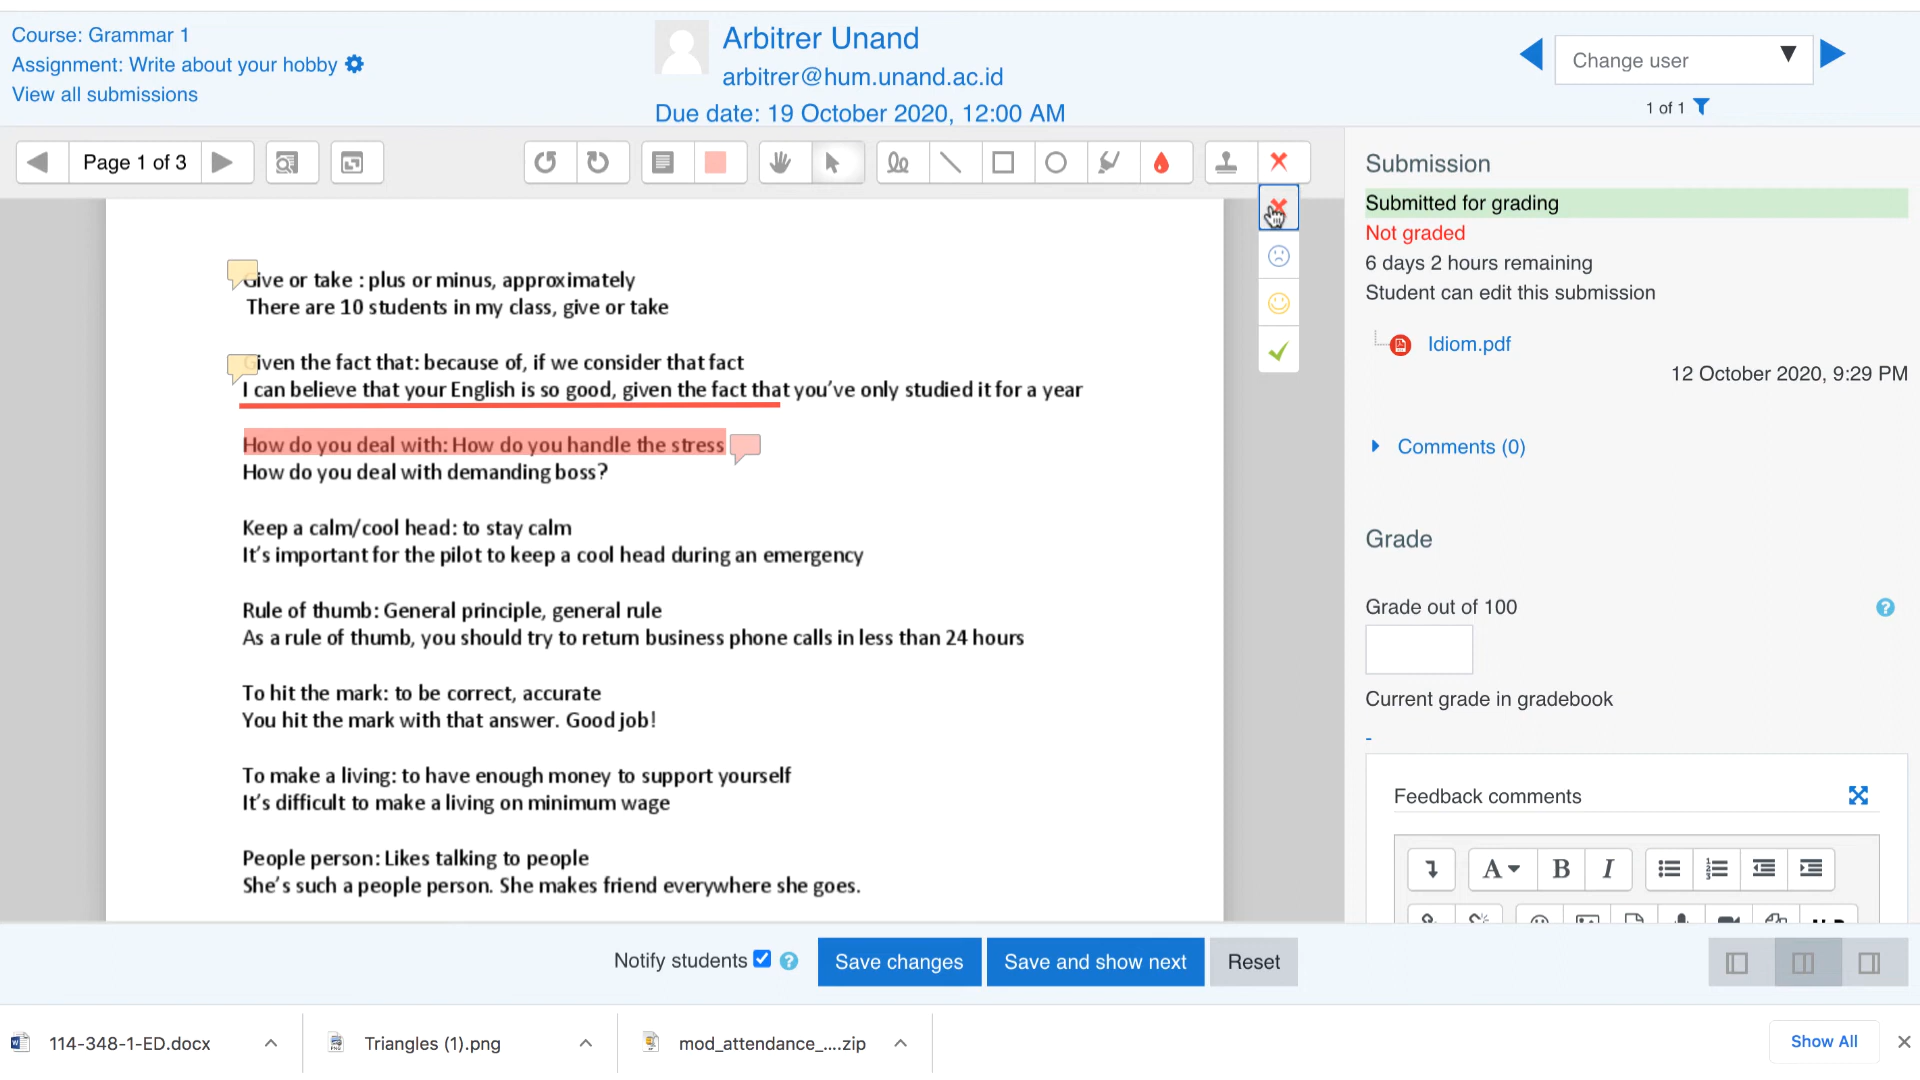 Course: Grammar 1
Assignment: Write about your hobby
View all submissions
Arbitrer Unand
arbitrer@hum.unand.ac.id
Due date: 19 October 2020, 12:00 AM
Change user
1 of 1
Page 1 of 3
Give or take : plus or minus, approximately
There are 10 students in my class, give or take
Given the fact that: because of, if we consider that fact
I can believe that your English is so good, given the fact that you've only studied it for a year
How do you deal with: How do you handle the stress
How do you deal with demanding boss?
Keep a calm/cool head: to stay calm
It's important for the pilot to keep a cool head during an emergency
Rule of thumb: General principle, general rule
As a rule of thumb, you should try to return business phone calls in less than 24 hours
To hit the mark: to be correct, accurate
You hit the mark with that answer. Good job!
To make a living: to have enough money to support yourself
It's difficult to make a living on minimum wage
People person: Likes talking to people
She's such a people person. She makes friend everywhere she goes.
Submission
Submitted for grading
Not graded
6 days 2 hours remaining
Student can edit this submission
Idiom.pdf
12 October 2020, 9:29 PM
Comments (0)
Grade
Grade out of 100
Current grade in gradebook
-
Feedback comments
A B I
Notify students
Save changes
Save and show next
Reset
114-348-1-ED.docx
Triangles (1).png
mod_attendance_....zip
Show All